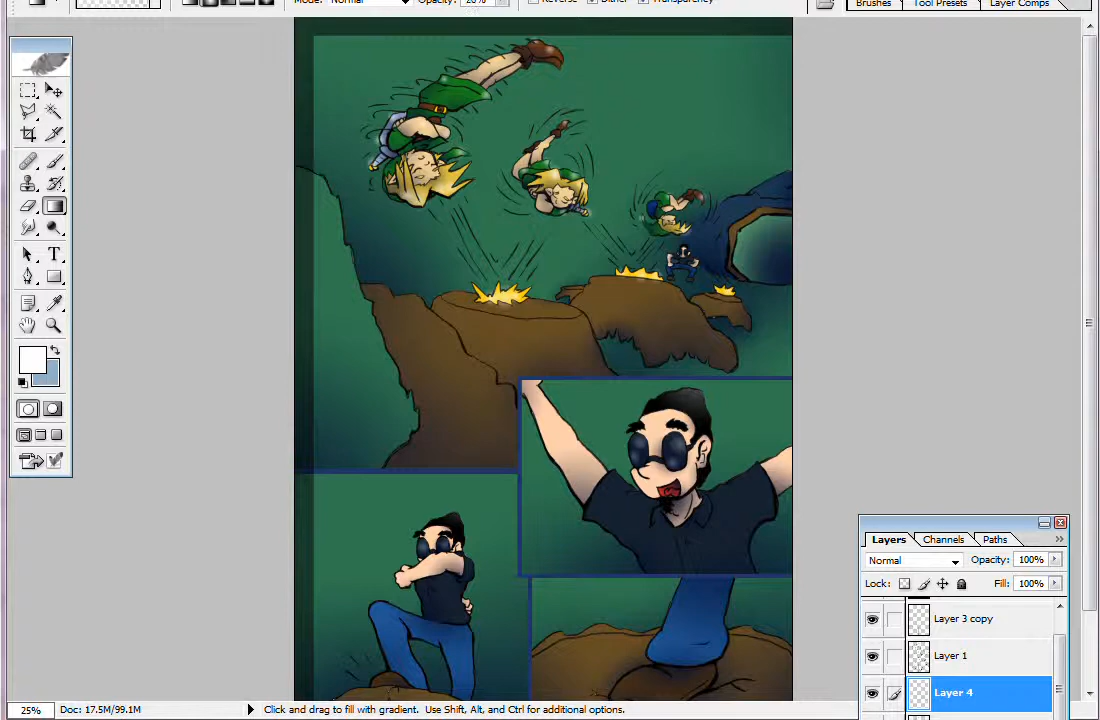 Mode: Normal Opacity: 20% Reverse Dither Transparency
Brushes Tool Presets Layer Comps
T
Layers Channels Paths
Normal Opacity: 100%
Lock: Fill: 100%
Layer 3 copy
Layer 1
Layer 4
25% Doc: 17.5M/99.1M Click and drag to fill with gradient. Use Shift, Alt, and Ctrl for additional options.